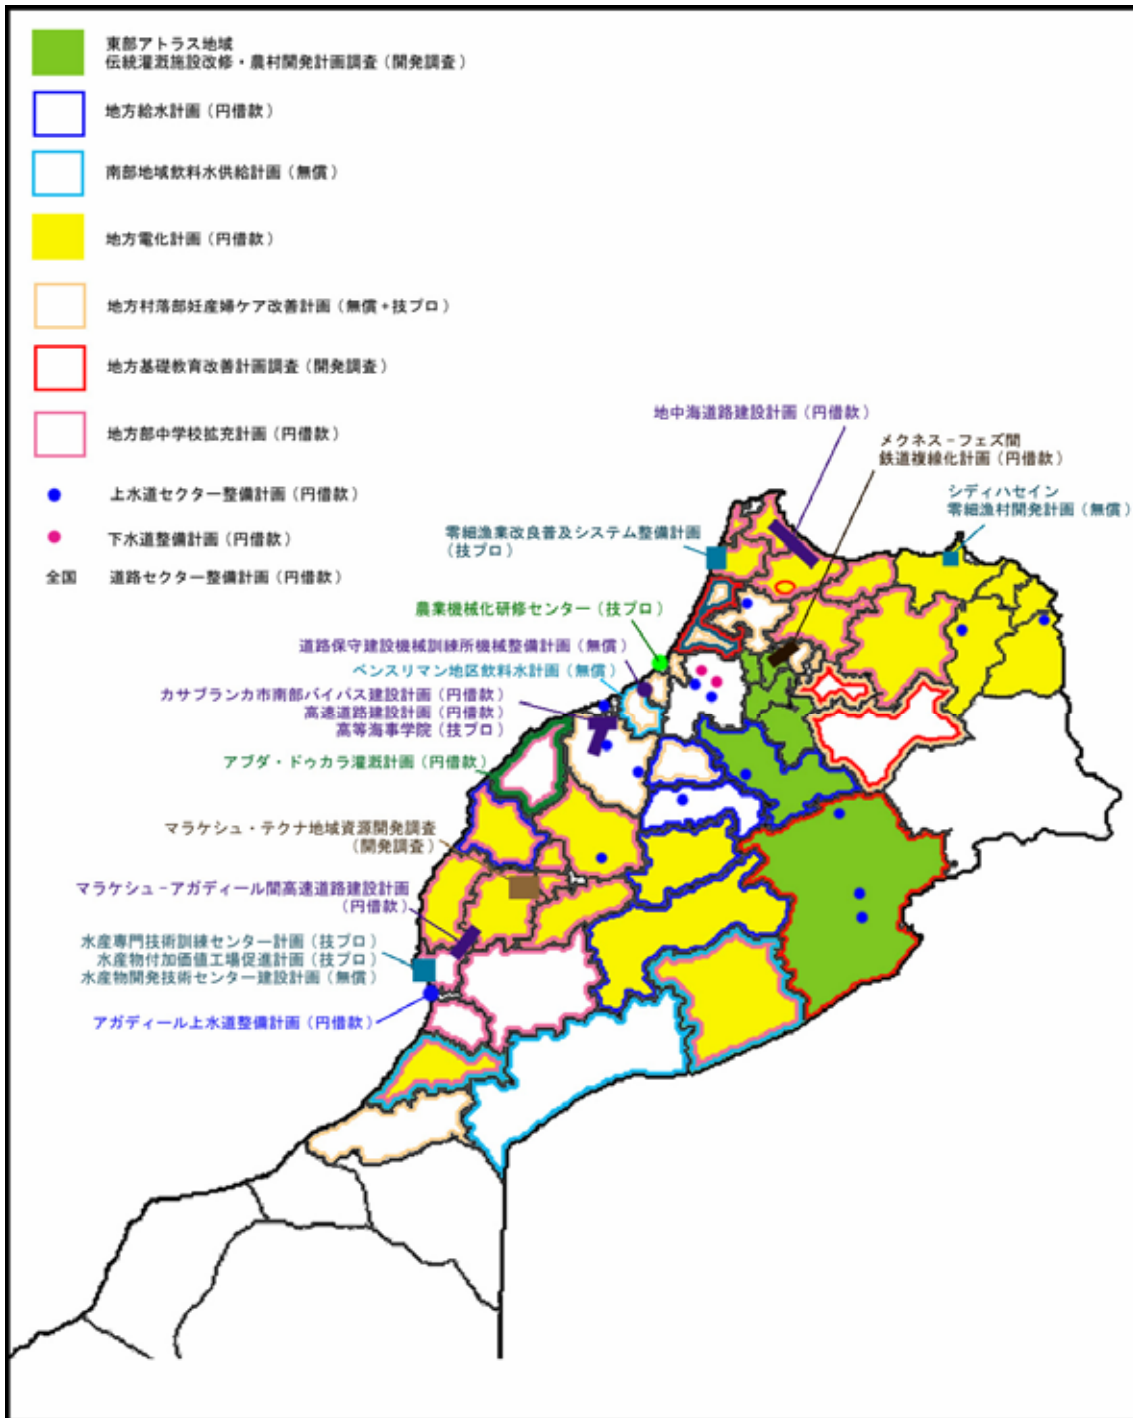 東部アトラス地域
伝統灌漑施設改修・農村開発計画調査(開発調査)
地方給水計画(円借款)
南部地域飲料水供給計画(無償)
地方電化計画(円借款)
地方村落部妊産婦ケア改善計画(無償+技プロ)
地方基礎教育改善計画調査(開発調査)
地方部中学校拡充計画(円借款)
上水道セクター整備計画(円借款)
下水道整備計画(円借款)
全国 道路セクター整備計画(円借款)
地中海道路建設計画(円借款)
メクネス-フェズ間
鉄道複線化計画(円借款)
シディハセイン
零細漁村開発計画(無償)
零細漁業改良普及システム整備計画
(技プロ)
農業機械化研修センター(技プロ)
道路保守建設機械訓練所機械整備計画(無償)
ベンスリマン地区飲料水計画(無償)
カサブランカ市南部バイパス建設計画(円借款)
高速道路建設計画(円借款)
高等海事学院(技プロ)
アブダ・ドゥカラ灌漑計画(円借款)
マラケシュ・テクナ地域資源開発調査
(開発調査)
マラケシュ-アガディール間高速道路建設計画
(円借款)
水産専門技術訓練センター計画(技プロ)
水産物付加価値工場促進計画(技プロ)
水産物開発技術センター建設計画(無償)
アガディール上水道整備計画(円借款)